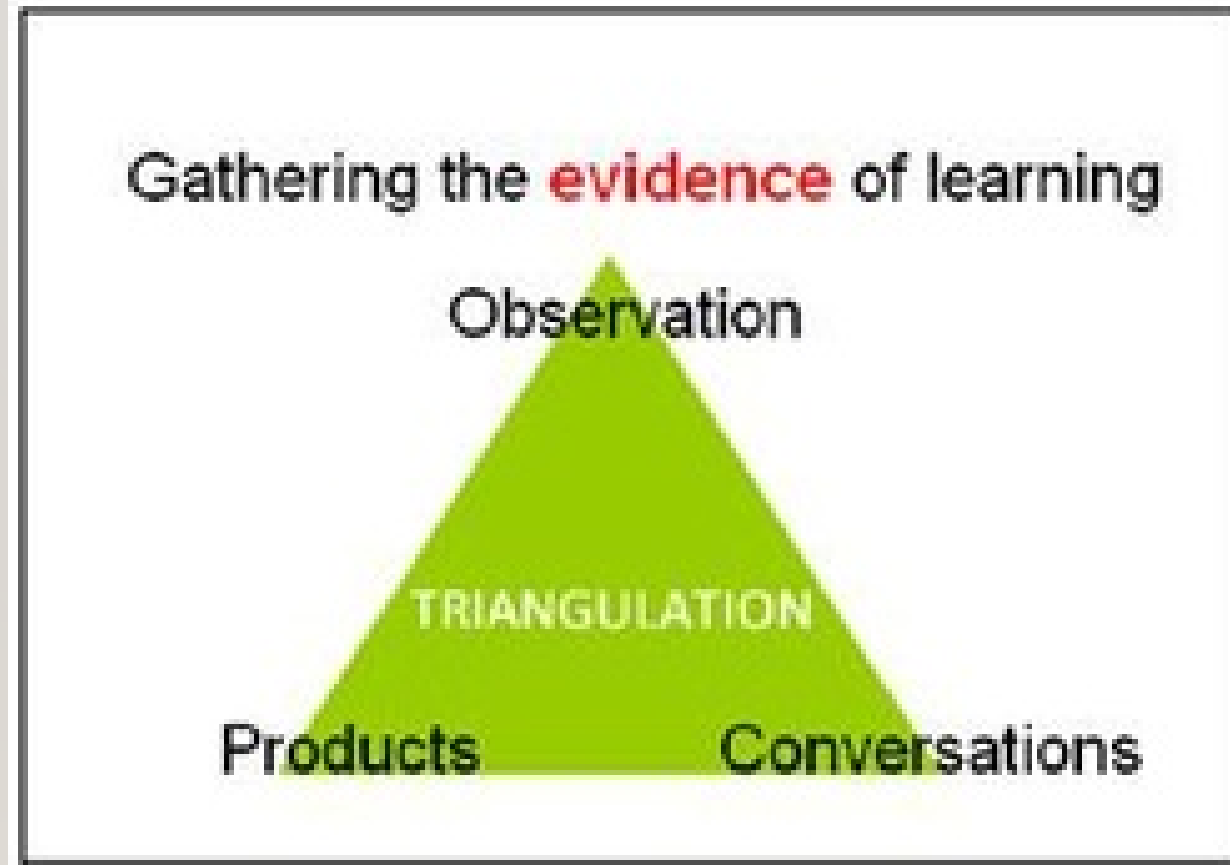 Gathering the evidence of learning
Observation
TRIANGULATION
Products Conversations